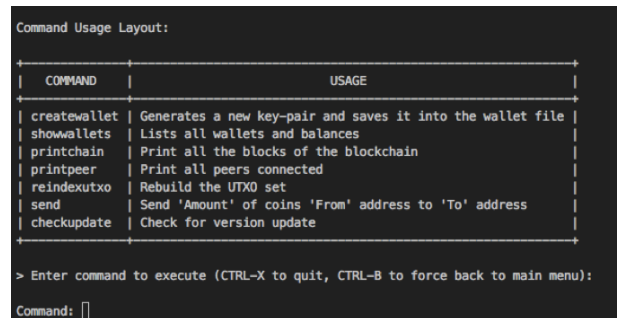 Command Usage Layout:
+--------------+--------------------------------------------------------------+
| COMMAND | USAGE |
+--------------+--------------------------------------------------------------+
| createwallet | Generates a new key-pair and saves it into the wallet file |
| showwallets | Lists all wallets and balances |
| printchain | Print all the blocks of the blockchain |
| printpeer | Print all peers connected |
| reindexutxo | Rebuild the UTXO set |
| send | Send 'Amount' of coins 'From' address to 'To' address |
| checkupdate | Check for version update |
+--------------+--------------------------------------------------------------+
> Enter command to execute (CTRL-X to quit, CTRL-B to force back to main menu):
Command: